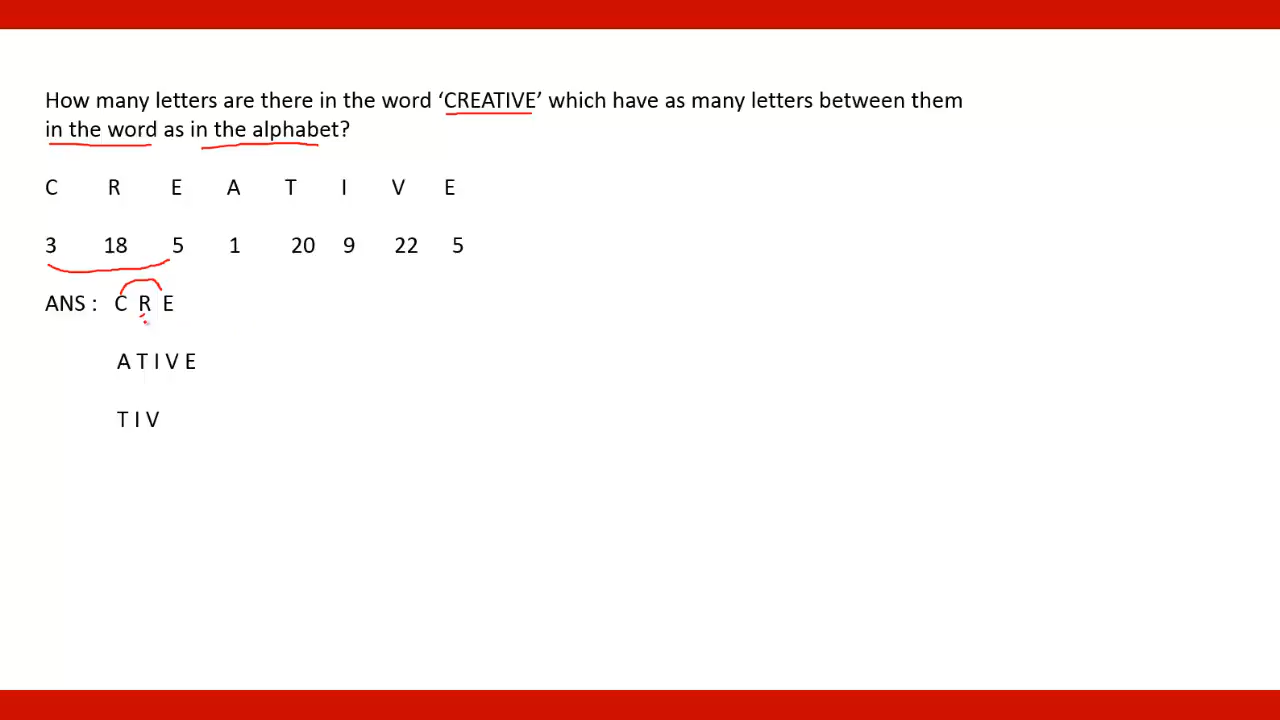 How many letters are there in the word ‘CREATIVE’ which have as many letters between them
in the word as in the alphabet?
C R E A T I V E
3 18 5 1 20 9 22 5
ANS : C R E
A T I V E
T I V